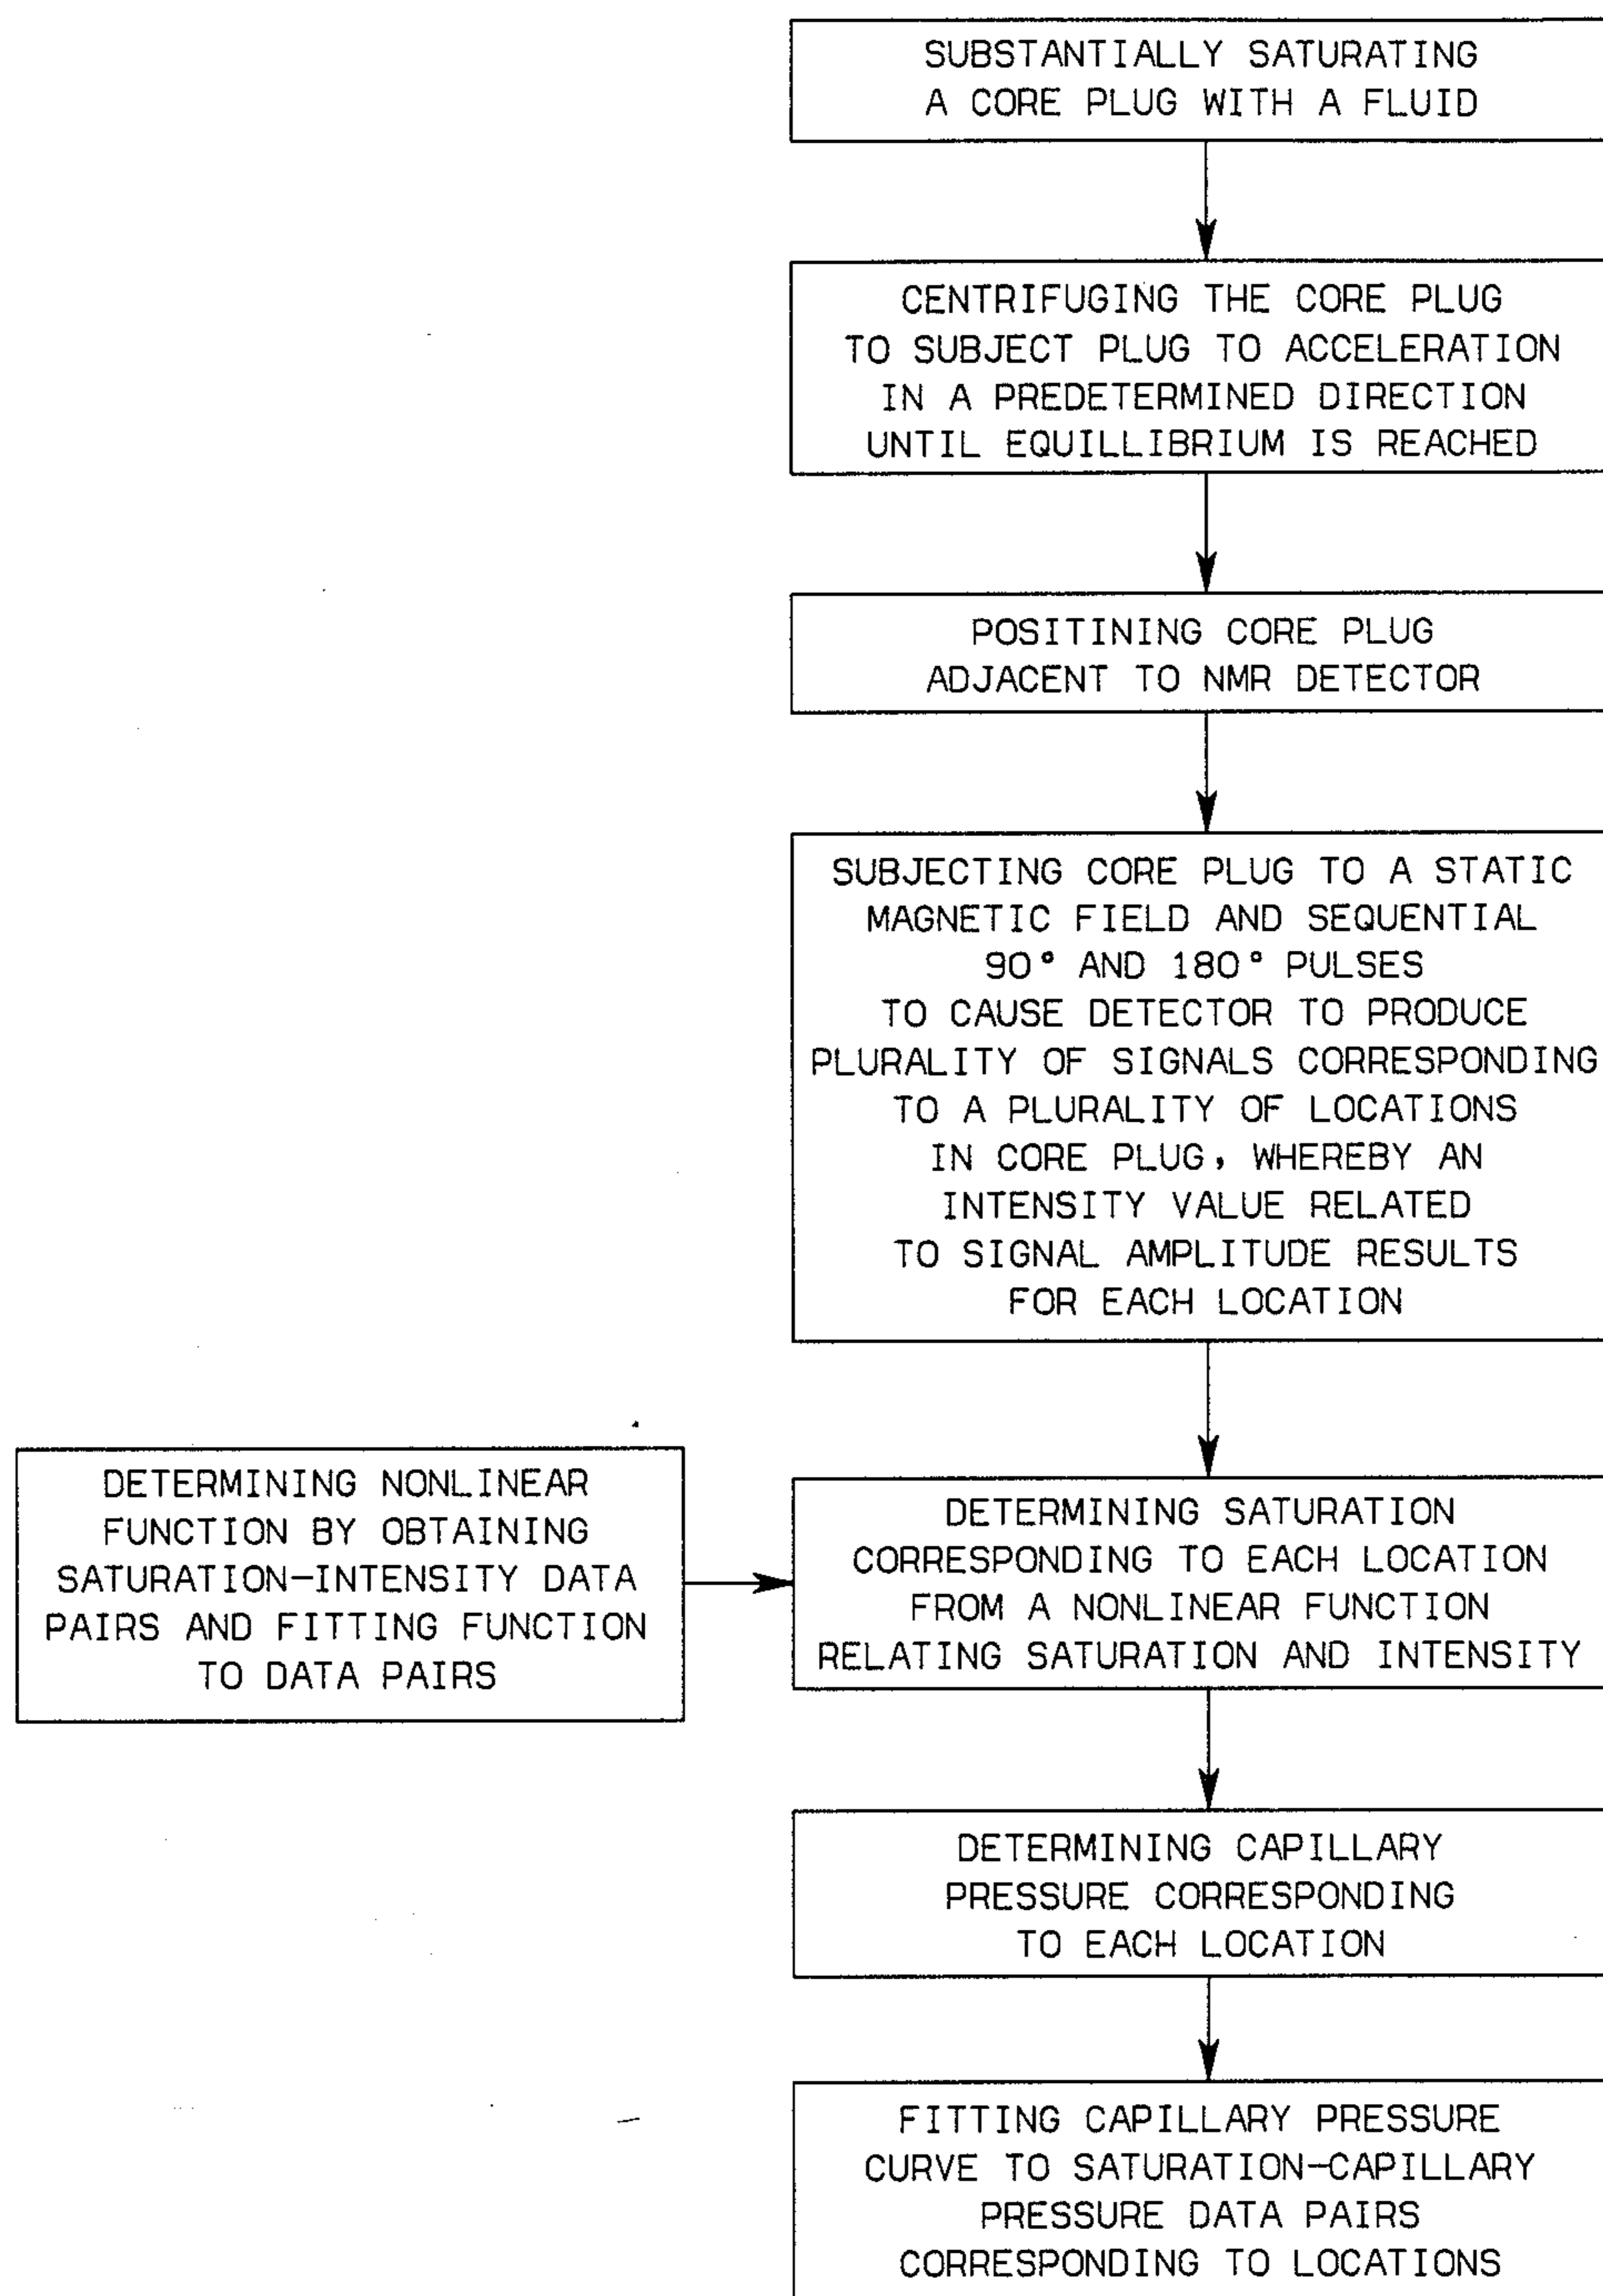 SUBSTANTIALLY SATURATING
A CORE PLUG WITH A FLUID
CENTRIFUGING THE CORE PLUG
TO SUBJECT PLUG TO ACCELERATION
IN A PREDETERMINED DIRECTION
UNTIL EQUILLIBRIUM IS REACHED
POSITINING CORE PLUG
ADJACENT TO NMR DETECTOR
SUBJECTING CORE PLUG TO A STATIC
MAGNETIC FIELD AND SEQUENTIAL
90° AND 180° PULSES
TO CAUSE DETECTOR TO PRODUCE
PLURALITY OF SIGNALS CORRESPONDING
TO A PLURALITY OF LOCATIONS
IN CORE PLUG, WHEREBY AN
INTENSITY VALUE RELATED
TO SIGNAL AMPLITUDE RESULTS
FOR EACH LOCATION
DETERMINING NONLINEAR
FUNCTION BY OBTAINING
SATURATION-INTENSITY DATA
PAIRS AND FITTING FUNCTION
TO DATA PAIRS
DETERMINING SATURATION
CORRESPONDING TO EACH LOCATION
FROM A NONLINEAR FUNCTION
RELATING SATURATION AND INTENSITY
DETERMINING CAPILLARY
PRESSURE CORRESPONDING
TO EACH LOCATION
FITTING CAPILLARY PRESSURE
CURVE TO SATURATION-CAPILLARY
PRESSURE DATA PAIRS
CORRESPONDING TO LOCATIONS